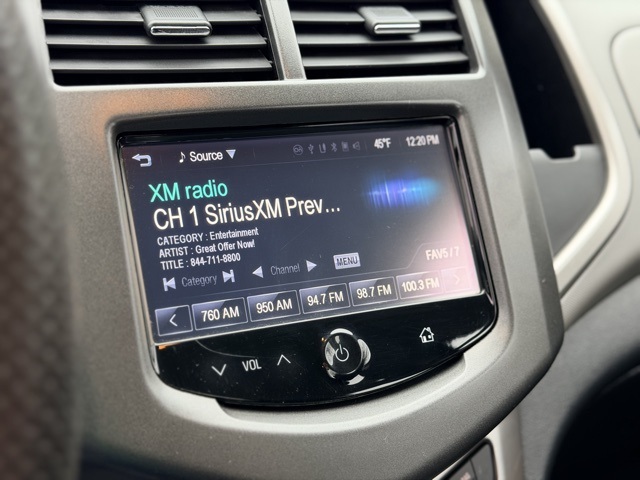 ♪ Source ▼ 45°F 12:20 PM
XM radio
CH 1 SiriusXM Prev...
CATEGORY : Entertainment
ARTIST : Great Offer Now!
TITLE : 844-711-8800
Category Channel MENU FAV5 / 7
< 760 AM 950 AM 94.7 FM 98.7 FM 100.3 FM >
VOL